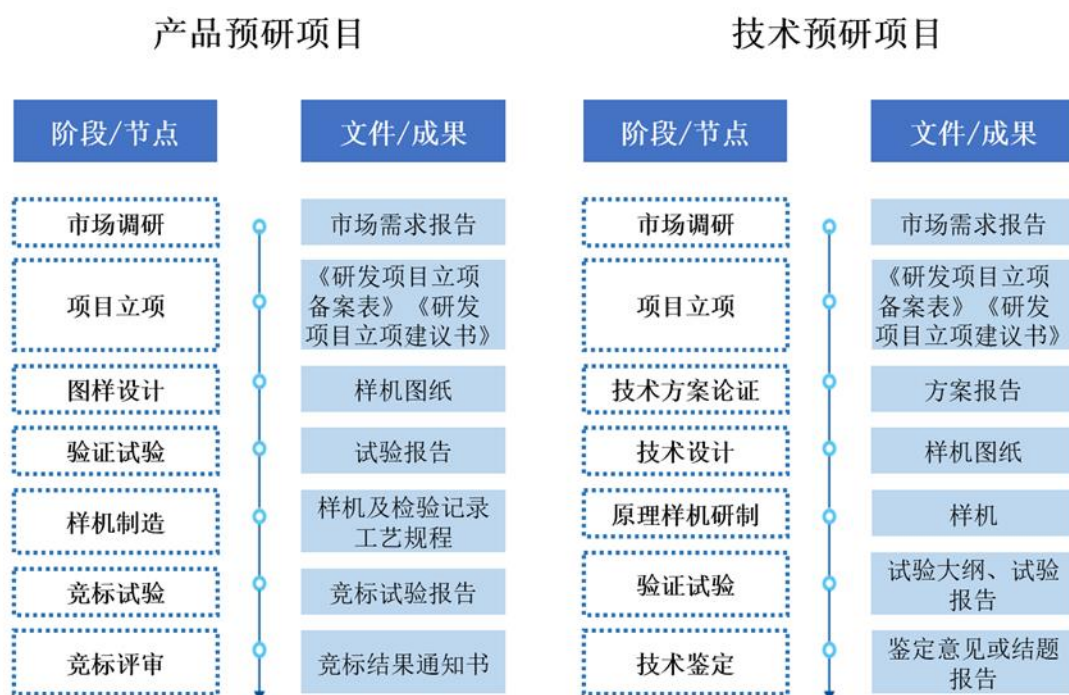 产品预研项目
阶段/节点
文件/成果
市场调研
市场需求报告
项目立项
《研发项目立项
备案表》《研发
项目立项建议书》
图样设计
样机图纸
验证试验
试验报告
样机制造
样机及检验记录
工艺规程
竞标试验
竞标试验报告
竞标评审
竞标结果通知书
技术预研项目
阶段/节点
文件/成果
市场调研
市场需求报告
项目立项
《研发项目立项
备案表》《研发
项目立项建议书》
技术方案论证
方案报告
技术设计
样机图纸
原理样机研制
样机
验证试验
试验大纲、试验
报告
技术鉴定
鉴定意见或结题
报告